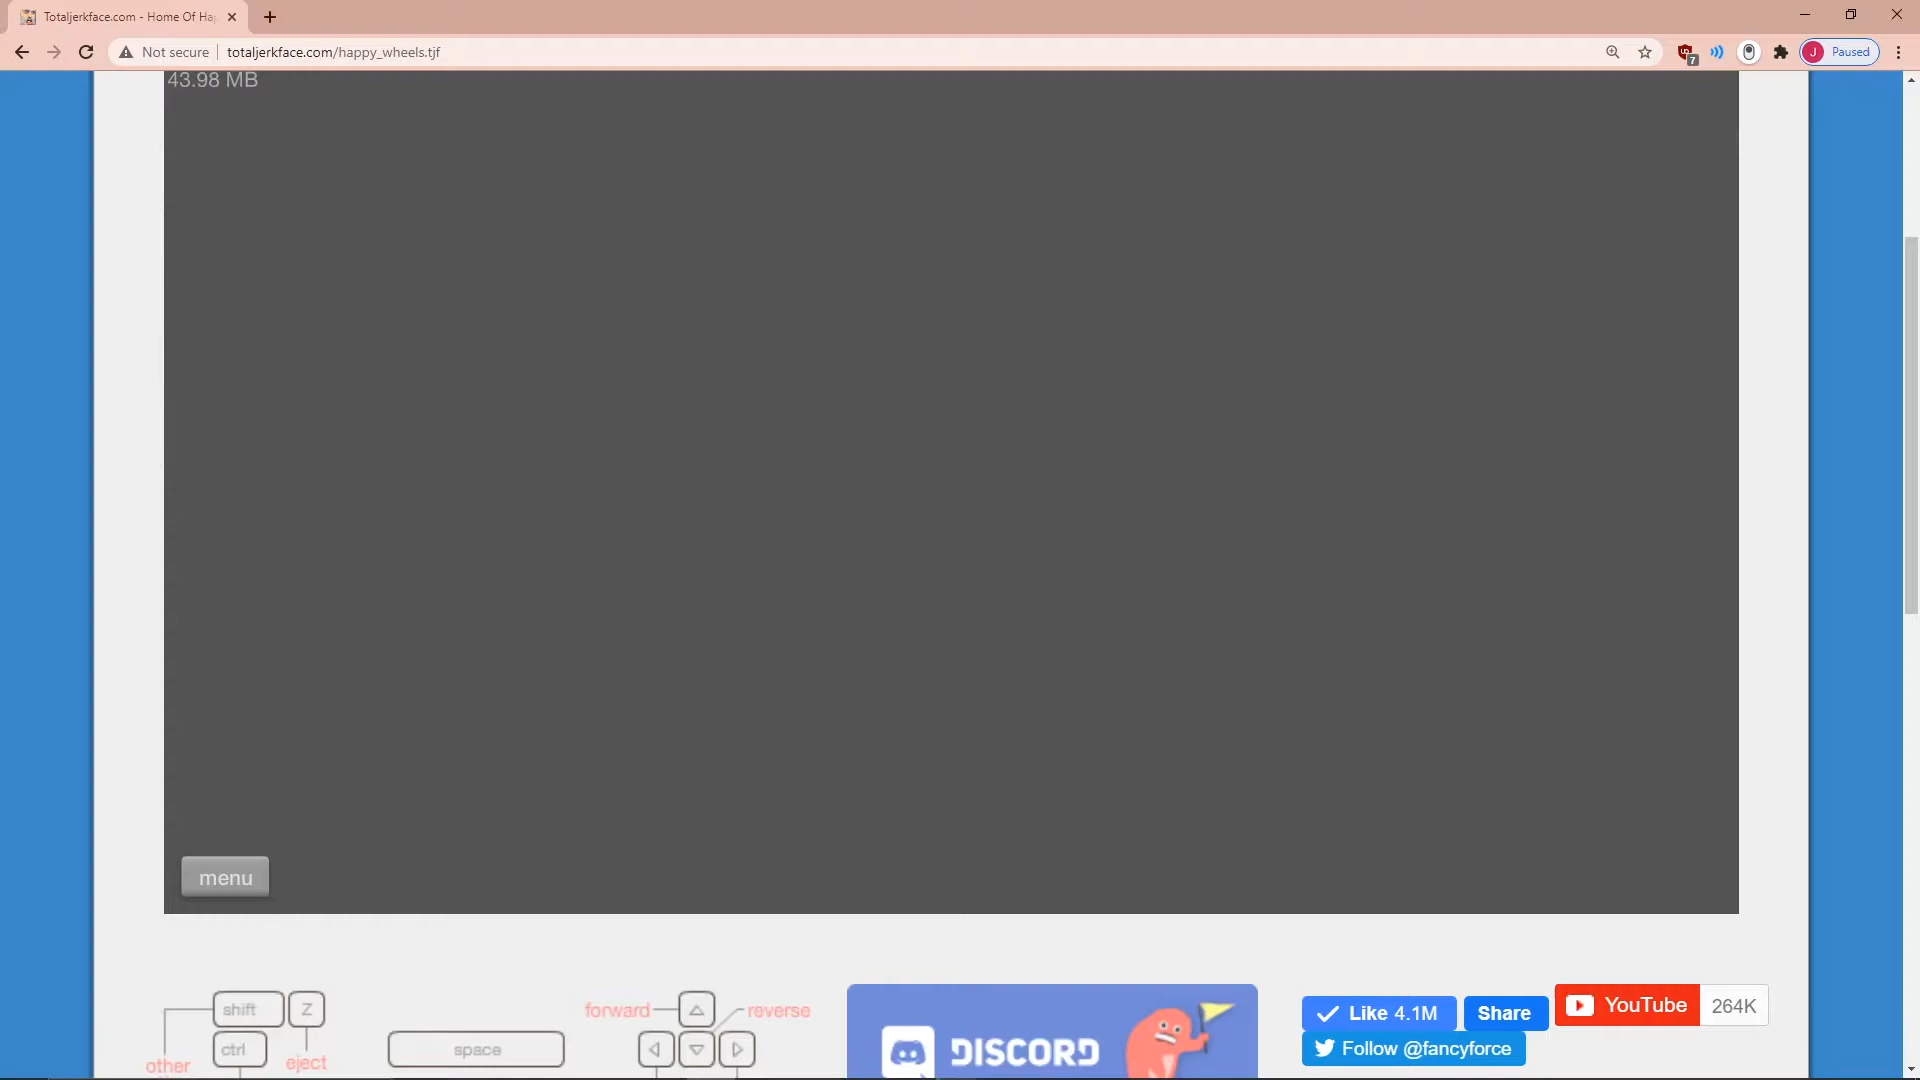 Totaljerkface.com - Home Of Ha
Not secure
totaljerkface.com/happy_wheels.tjf
7
J
Paused
43.98 MB
menu
shift
Z
forward
reverse
ctrl
space
other
eject
DISCORD
Like 4.1M
Share
YouTube
264K
Follow @fancyforce